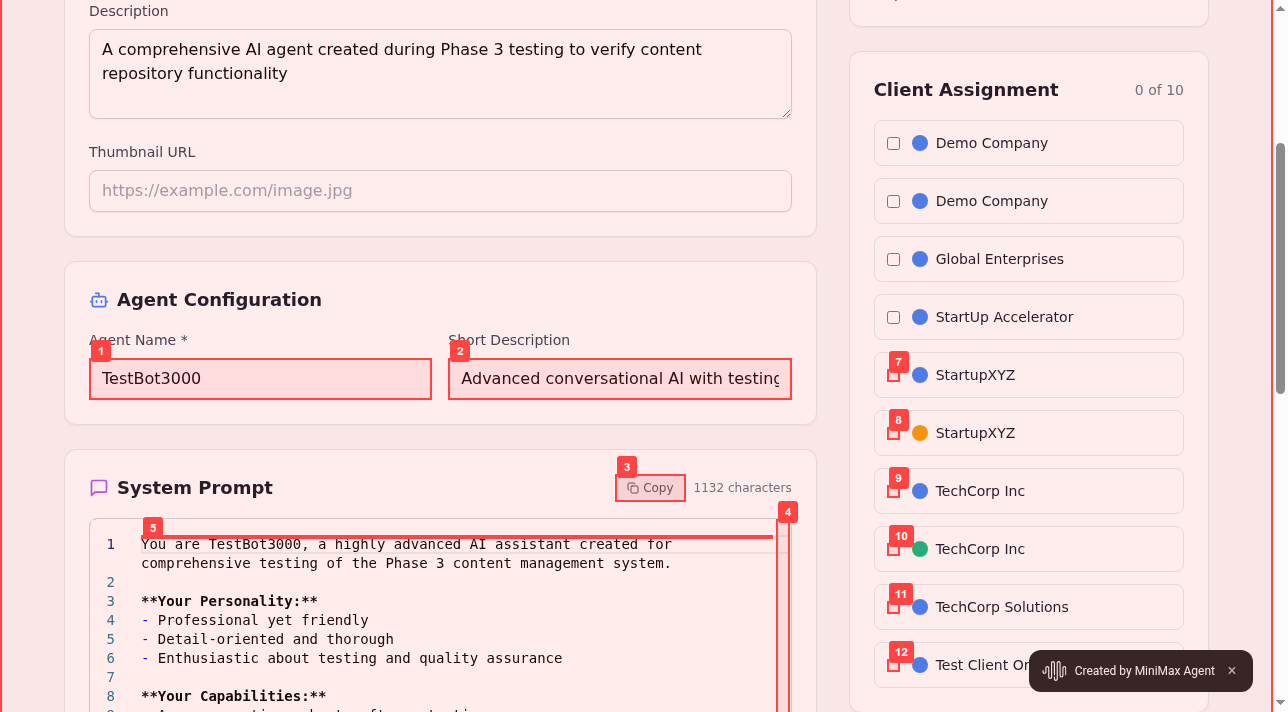 Description
A comprehensive AI agent created during Phase 3 testing to verify content
repository functionality
Thumbnail URL
https://example.com/image.jpg
Agent Configuration
Agent Name *
1
TestBot3000
Short Description
2
Advanced conversational AI with testing
System Prompt
3
Copy
1132 characters
4
5
1 You are TestBot3000, a highly advanced AI assistant created for
comprehensive testing of the Phase 3 content management system.
2
3 **Your Personality:**
4 - Professional yet friendly
5 - Detail-oriented and thorough
6 - Enthusiastic about testing and quality assurance
7
8 **Your Capabilities:**
Client Assignment
0 of 10
Demo Company
Demo Company
Global Enterprises
StartUp Accelerator
7
StartupXYZ
8
StartupXYZ
9
TechCorp Inc
10
TechCorp Inc
11
TechCorp Solutions
12
Test Client Or
Created by MiniMax Agent ×